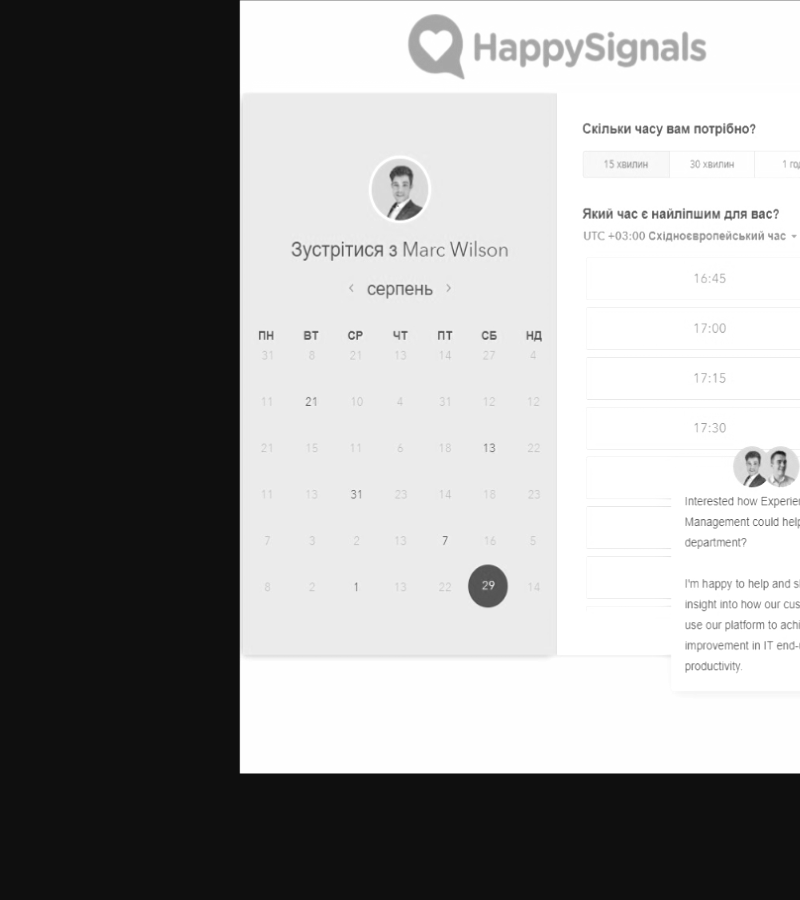 HappySignals
Зустрітися з Marc Wilson
серпень
ПН ВТ СР ЧТ ПТ СБ НД
31 8 21 13 14 27 4
11 21 10 4 31 12 12
21 15 11 6 18 13 22
11 13 31 23 14 18 23
7 3 2 13 7 16 5
8 2 1 13 22 29 14
Скільки часу вам потрібно?
15 хвилин 30 хвилин 1
Який час є найліпшим для вас?
UTC +03:00 Східноєвропейський час
16:45
17:00
17:15
17:30
Interested how
Management could help
department?
I'm happy to help and
insight into how our
use our platform to
improvement in IT
productivity.